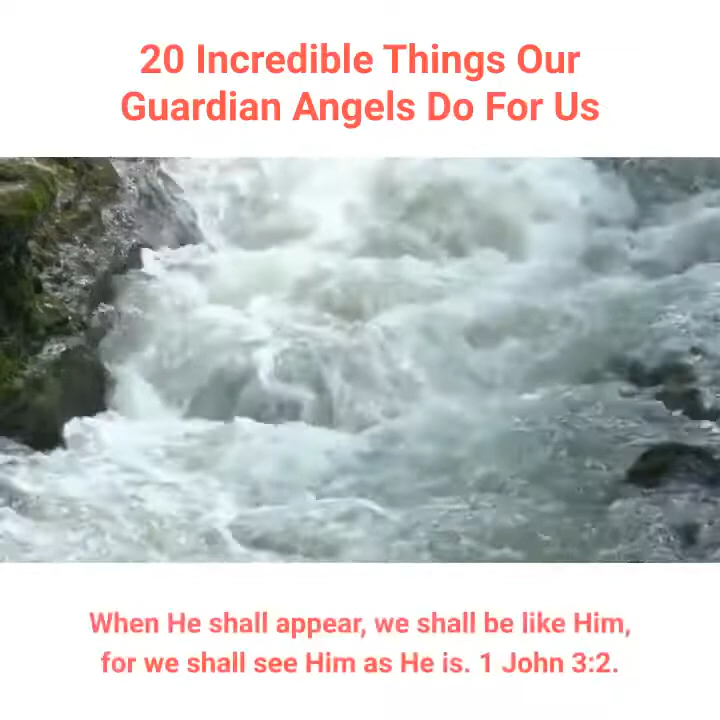 20 Incredible Things Our
Guardian Angels Do For Us
When He shall appear, we shall be like Him,
for we shall see Him as He is. 1 John 3:2.